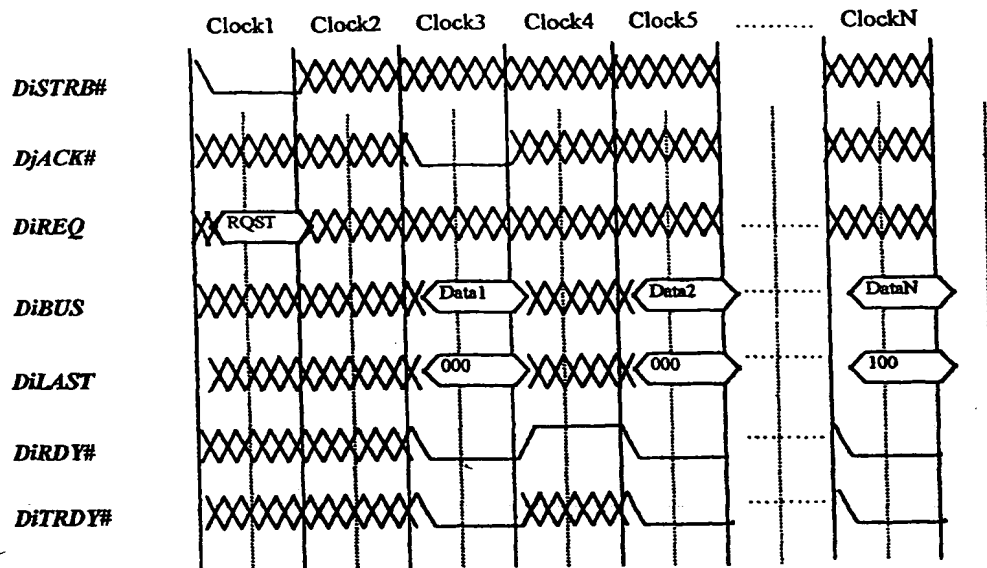 Clock1 Clock2 Clock3 Clock4 Clock5 ......... ClockN
DiSTRB#
DjACK#
DiREQ RQST .........
DiBUS Data1 Data2 ......... DataN
DiLAST 000 000 ......... 100
DiRDY# .........
DiTRDY# .........